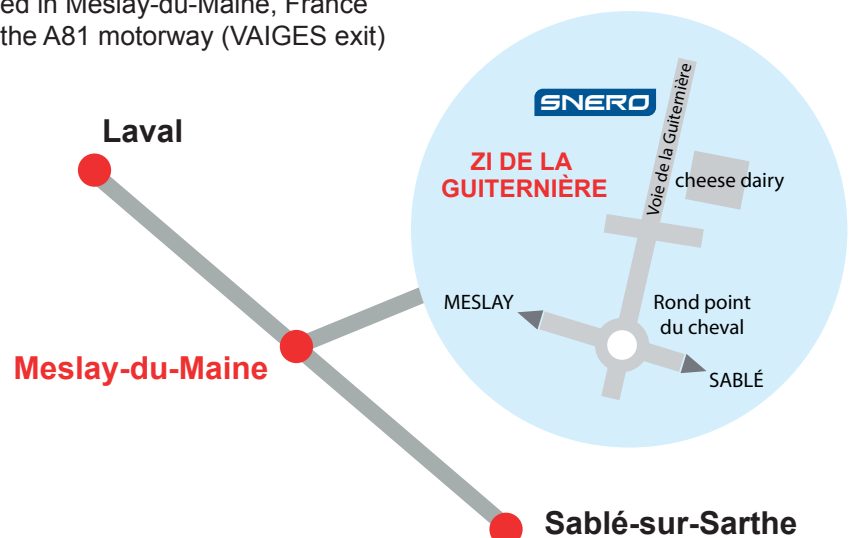 ed in Meslay-du-Maine, France
the A81 motorway (VAIGES exit)
Laval
SNERO
Voie de la Guiternière
ZI DE LA
GUITERNIÈRE
cheese dairy
MESLAY
Rond point
du cheval
SABLÉ
Meslay-du-Maine
Sablé-sur-Sarthe